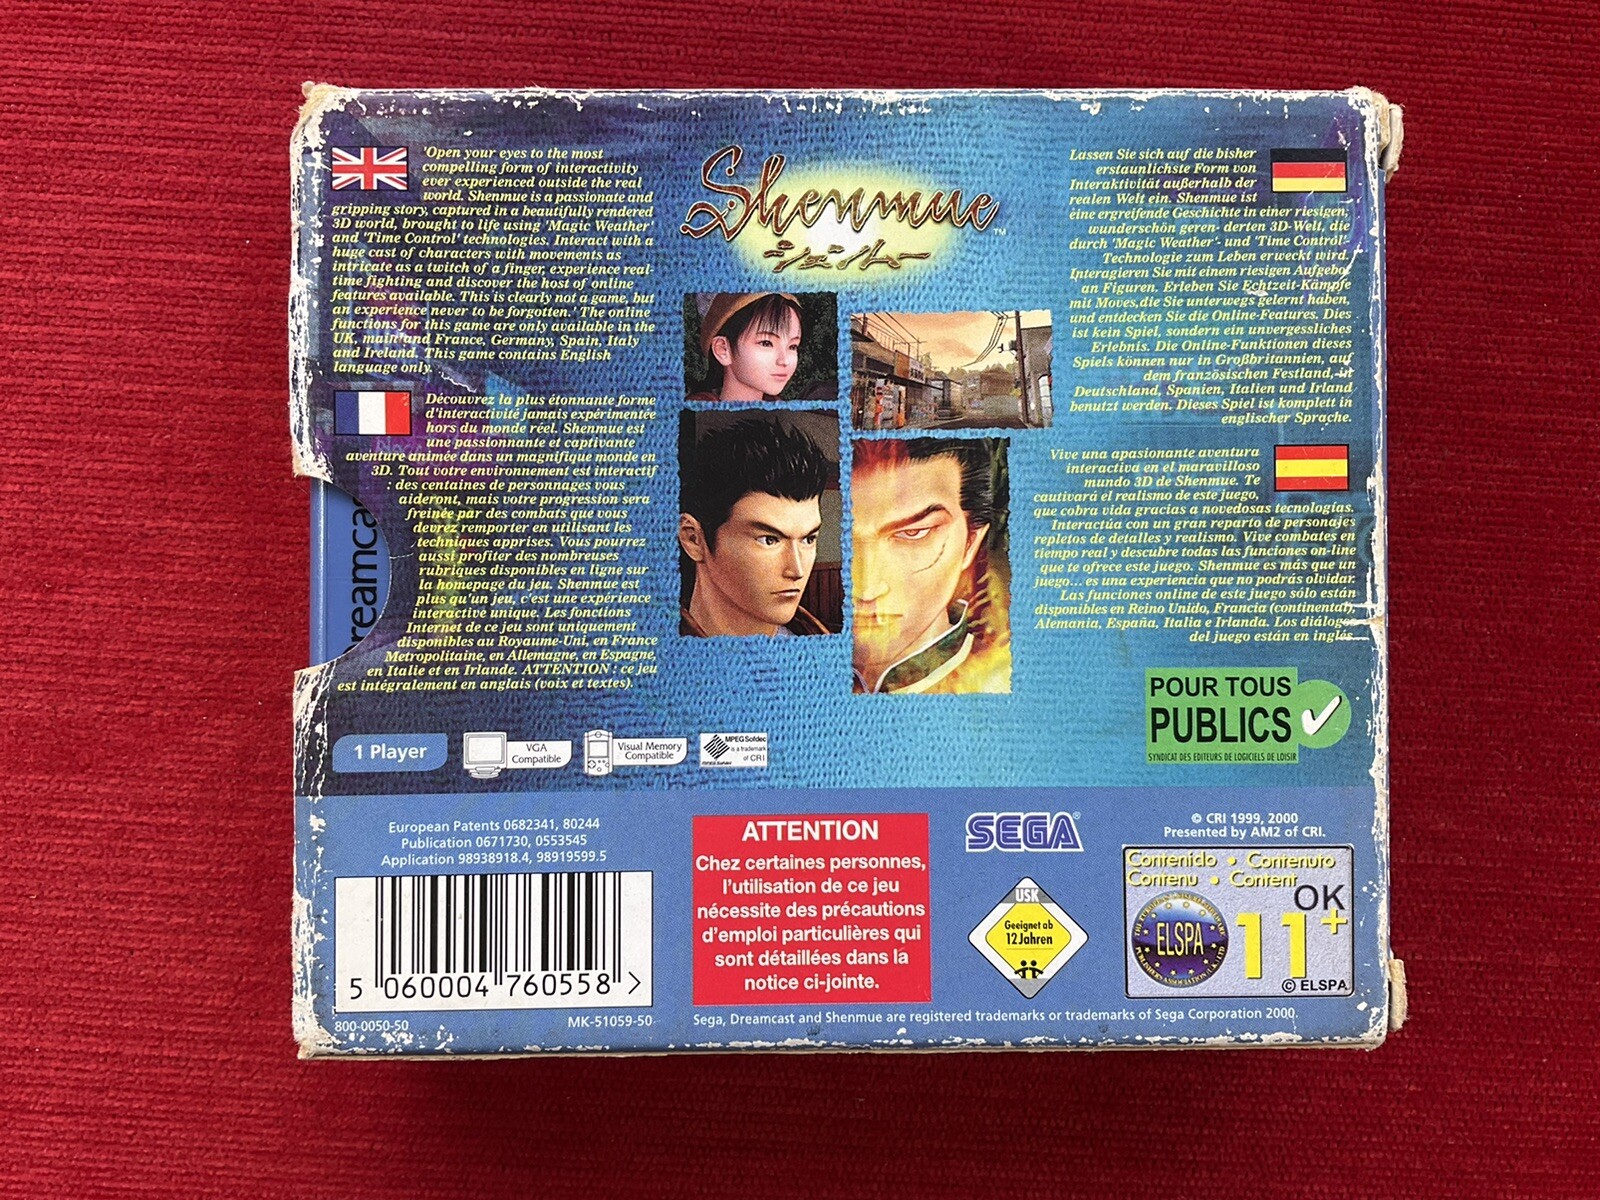 'Open your eyes to the most
compelling form of interactivity
ever experienced outside the real
world. Shenmue is a passionate and
gripping story, captured in a beautifully rendered
3D world, brought to life using 'Magic Weather'
and 'Time Control' technologies. Interact with a
huge cast of characters with movements as
intricate as a twitch of a finger, experience real-
time fighting and discover the host of online
features available. This is clearly not a game, but
an experience never to be forgotten.' The online
functions for this game are only available in the
UK, mainland France, Germany, Spain, Italy
and Ireland. This game contains English
language only.
Découvrez la plus étonnante forme
d'interactivité jamais expérimentée
hors du monde réel. Shenmue est
une passionnante et captivante
aventure animée dans un magnifique monde en
3D. Tout votre environnement est interactif
: des centaines de personnages vous
aideront, mais votre progression sera
freinée par des combats que vous
devrez remporter en utilisant les
techniques apprises. Vous pourrez
aussi profiter des nombreuses
rubriques disponibles en ligne sur
la homepage du jeu. Shenmue est
plus qu'un jeu, c'est une expérience
interactive unique. Les fonctions
Internet de ce jeu sont uniquement
disponibles au Royaume-Uni, en France
Métropolitaine, en Allemagne, en Espagne,
en Italie et en Irlande. ATTENTION : ce jeu
est intégralement en anglais (voix et textes).
reamca
Shenmue™
シェンムー
Lassen Sie sich auf die bisher
erstaunlichste Form von
Interaktivität außerhalb der
realen Welt ein. Shenmue ist
eine ergreifende Geschichte in einer riesigen,
wunderschön geren- derten 3D-Welt, die
durch 'Magic Weather'- und 'Time Control'-
Technologie zum Leben erweckt wird.
Interagieren Sie mit einem riesigen Aufgebot
an Figuren. Erleben Sie Echtzeit-Kämpfe
mit Moves,die Sie unterwegs gelernt haben,
und entdecken Sie die Online-Features. Dies
ist kein Spiel, sondern ein unvergessliches
Erlebnis. Die Online-Funktionen dieses
Spiels können nur in Großbritannien, auf
dem französischen Festland, in
Deutschland, Spanien, Italien und Irland
benutzt werden. Dieses Spiel ist komplett in
englischer Sprache.
Vive una apasionante aventura
interactiva en el maravilloso
mundo 3D de Shenmue. Te
cautivará el realismo de este juego,
que cobra vida gracias a novedosas tecnologías.
Interactúa con un gran reparto de personajes
repletos de detalles y realismo. Vive combates en
tiempo real y descubre todas las funciones on-line
que te ofrece este juego. Shenmue es más que un
juego... es una experiencia que no podrás olvidar.
Las funciones online de este juego sólo están
disponibles en Reino Unido, Francia (continental),
Alemania, España, Italia e Irlanda. Los diálogos
del juego están en inglés.
POUR TOUS
PUBLICS
SYNDICAT DES EDITEURS DE LOGICIELS DE LOISIR
1 Player
VGA
Compatible
Visual Memory
Compatible
MPEG Sofdec
is a trademark
of CRI
European Patents 0682341, 80244
Publication 0671730, 0553545
Application 98938918.4, 98919599.5
5 060004 760558 >
800-0050-50
MK-51059-50
ATTENTION
Chez certaines personnes,
l'utilisation de ce jeu
nécessite des précautions
d'emploi particulières qui
sont détaillées dans la
notice ci-jointe.
SEGA®
© CRI 1999, 2000
Presented by AM2 of CRI.
USK
Geeignet ab
12 Jahren
Contenido • Contenuto
Contenu • Content
OK
11+
ELSPA
© ELSPA
Sega, Dreamcast and Shenmue are registered trademarks or trademarks of Sega Corporation 2000.